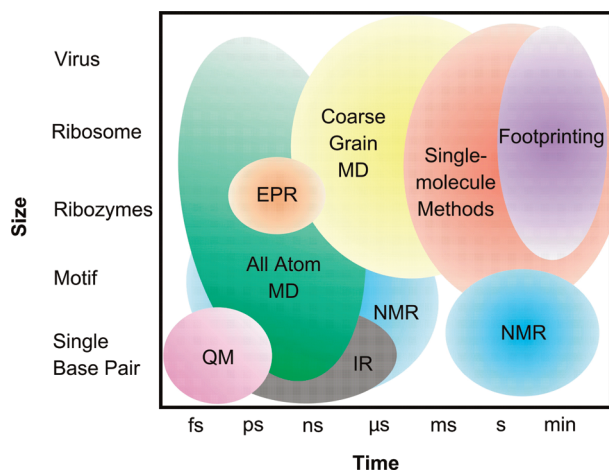 Size
Virus
Ribosome
Ribozymes
Motif
Single
Base Pair
Coarse
Grain
MD
Single-
molecule
Methods
Footprinting
EPR
All Atom
MD
NMR
QM
IR
NMR
fs ps ns µs ms s min
Time